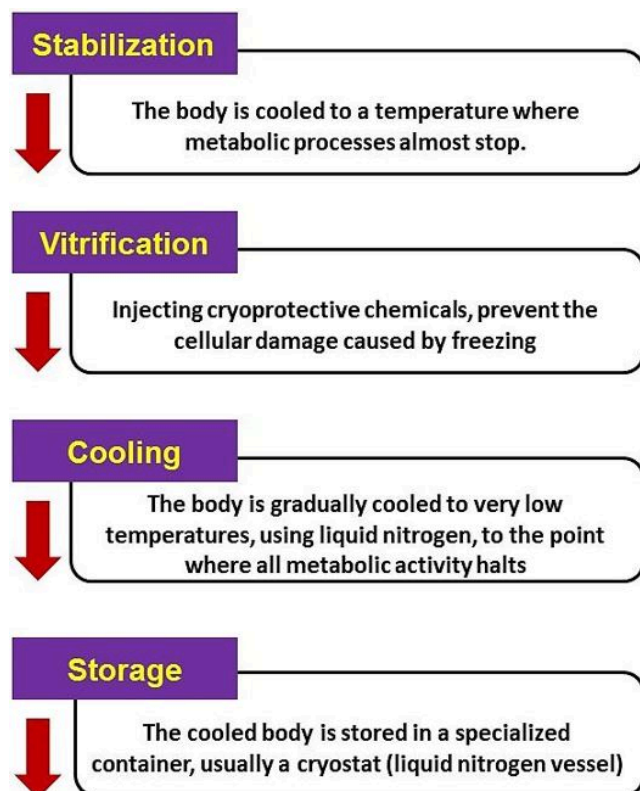 Stabilization
The body is cooled to a temperature where
metabolic processes almost stop.
Vitrification
Injecting cryoprotective chemicals, prevent the
cellular damage caused by freezing
Cooling
The body is gradually cooled to very low
temperatures, using liquid nitrogen, to the point
where all metabolic activity halts
Storage
The cooled body is stored in a specialized
container, usually a cryostat (liquid nitrogen vessel)